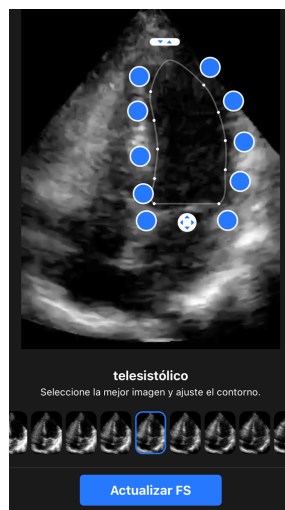 telesistólico
Seleccione la mejor imagen y ajuste el contorno.
Actualizar FS